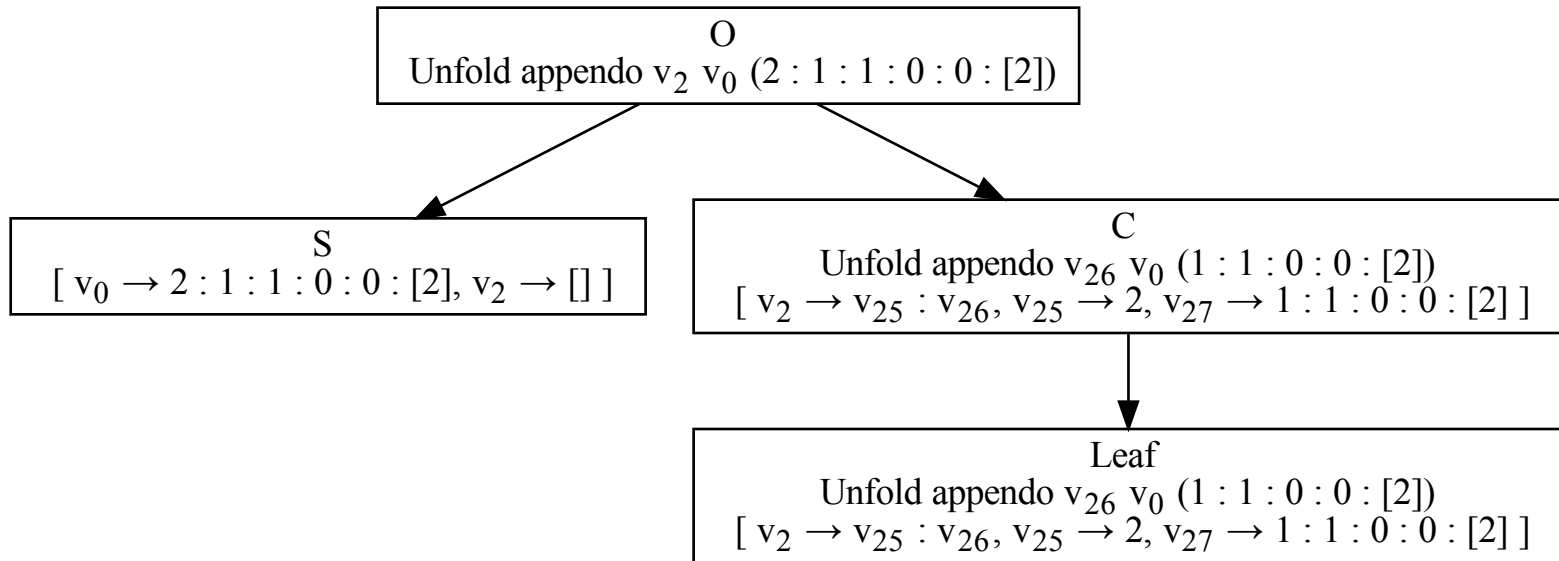 O
Unfold appendo v₂ v₀ (2 : 1 : 1 : 0 : 0 : [2])
S
[ v₀ → 2 : 1 : 1 : 0 : 0 : [2], v₂ → [] ]
C
Unfold appendo v₂₆ v₀ (1 : 1 : 0 : 0 : [2])
[ v₂ → v₂₅ : v₂₆, v₂₅ → 2, v₂₇ → 1 : 1 : 0 : 0 : [2] ]
Leaf
Unfold appendo v₂₆ v₀ (1 : 1 : 0 : 0 : [2])
[ v₂ → v₂₅ : v₂₆, v₂₅ → 2, v₂₇ → 1 : 1 : 0 : 0 : [2] ]